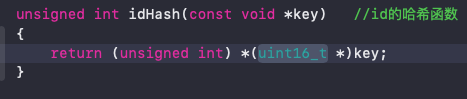 unsigned int idHash(const void *key)   //id的哈希函数
{
    return (unsigned int) *(uint16_t *)key;
}